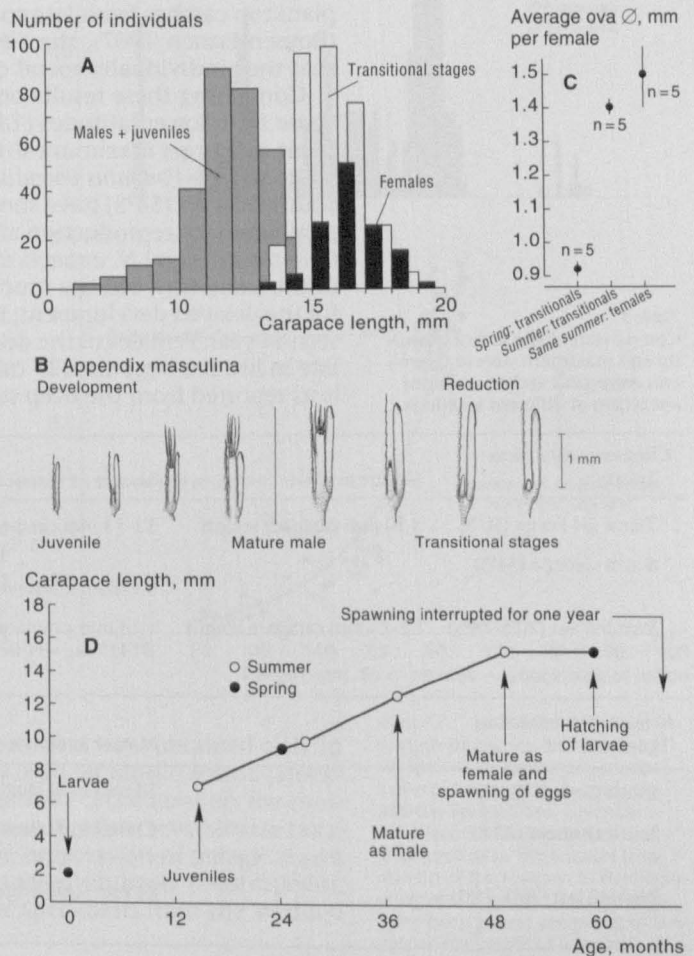 Number of individuals
100
80
60
40
20
0
A
Males + juveniles
Transitional stages
Females
10
15
20
Carapace length, mm
Average ova Ø, mm
per female
1.5
1.4
1.3
1.2
1.1
1.0
0.9
C
n=5
n=5
n=5
Spring: transitionals
Summer: transitionals
Same summer: females
B Appendix masculina
Development
Reduction
1 mm
Juvenile
Mature male
Transitional stages
Carapace length, mm
18
16
14
12
10
8
6
4
2
0
D
Summer
Spring
Spawning interrupted for one year
Larvae
Juveniles
Mature
as male
Mature as
female and
spawning of eggs
Hatching
of larvae
12
24
36
48
60
Age, months